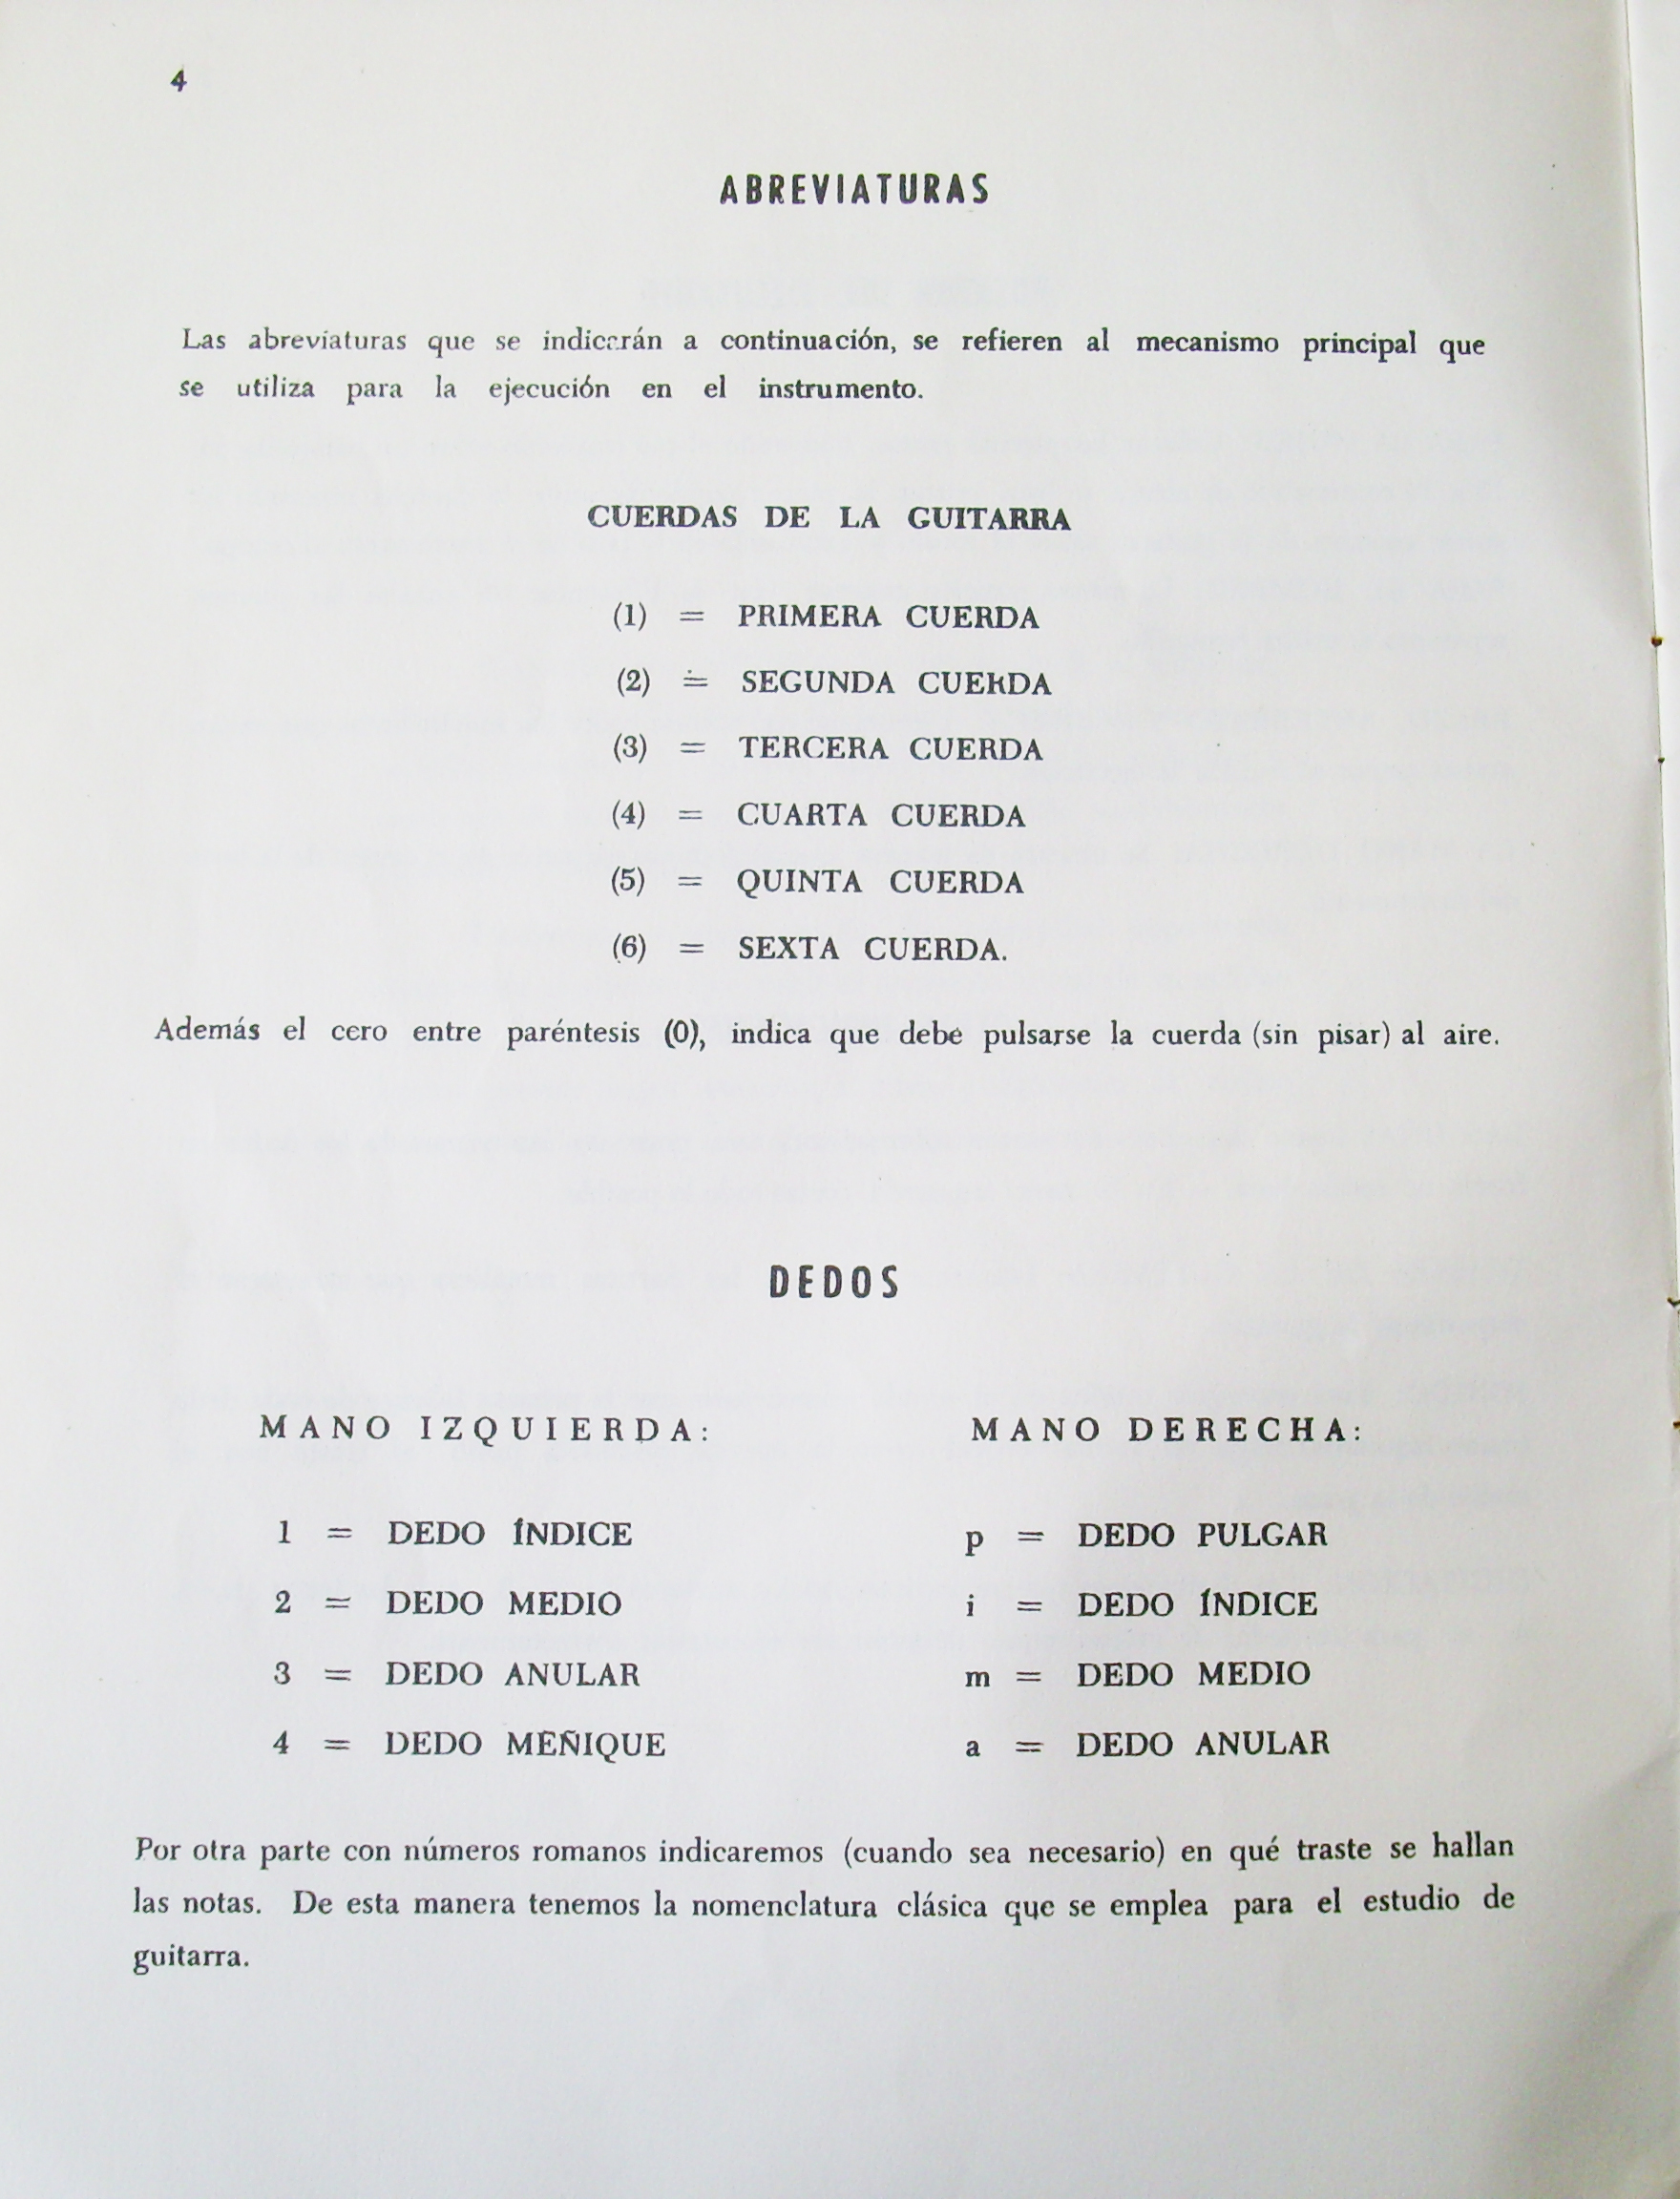 4
ABREVIATURAS
Las abreviaturas que se indicarán a continuación, se refieren al mecanismo principal que
se utiliza para la ejecución en el instrumento.
CUERDAS DE LA GUITARRA
(1) = PRIMERA CUERDA
(2) = SEGUNDA CUERDA
(3) = TERCERA CUERDA
(4) = CUARTA CUERDA
(5) = QUINTA CUERDA
(6) = SEXTA CUERDA.
Además el cero entre paréntesis (0), indica que debe pulsarse la cuerda (sin pisar) al aire.
DEDOS
MANO IZQUIERDA:
1 = DEDO ÍNDICE
2 = DEDO MEDIO
3 = DEDO ANULAR
4 = DEDO MEÑIQUE
MANO DERECHA:
p = DEDO PULGAR
i = DEDO ÍNDICE
m = DEDO MEDIO
a = DEDO ANULAR
Por otra parte con números romanos indicaremos (cuando sea necesario) en qué traste se hallan
las notas. De esta manera tenemos la nomenclatura clásica que se emplea para el estudio de
guitarra.